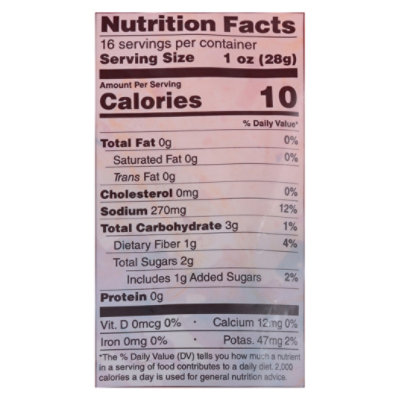 Nutrition Facts
16 servings per container
Serving Size 1 oz (28g)
Amount Per Serving
Calories 10
% Daily Value*
Total Fat 0g 0%
Saturated Fat 0g 0%
Trans Fat 0g
Cholesterol 0mg 0%
Sodium 270mg 12%
Total Carbohydrate 3g 1%
Dietary Fiber 1g 4%
Total Sugars 2g
Includes 1g Added Sugars 2%
Protein 0g
Vit. D 0mcg 0% · Calcium 12mg 0%
Iron 0mg 0% · Potas. 47mg 2%
*The % Daily Value (DV) tells you how much a nutrient
in a serving of food contributes to a daily diet. 2,000
calories a day is used for general nutrition advice.